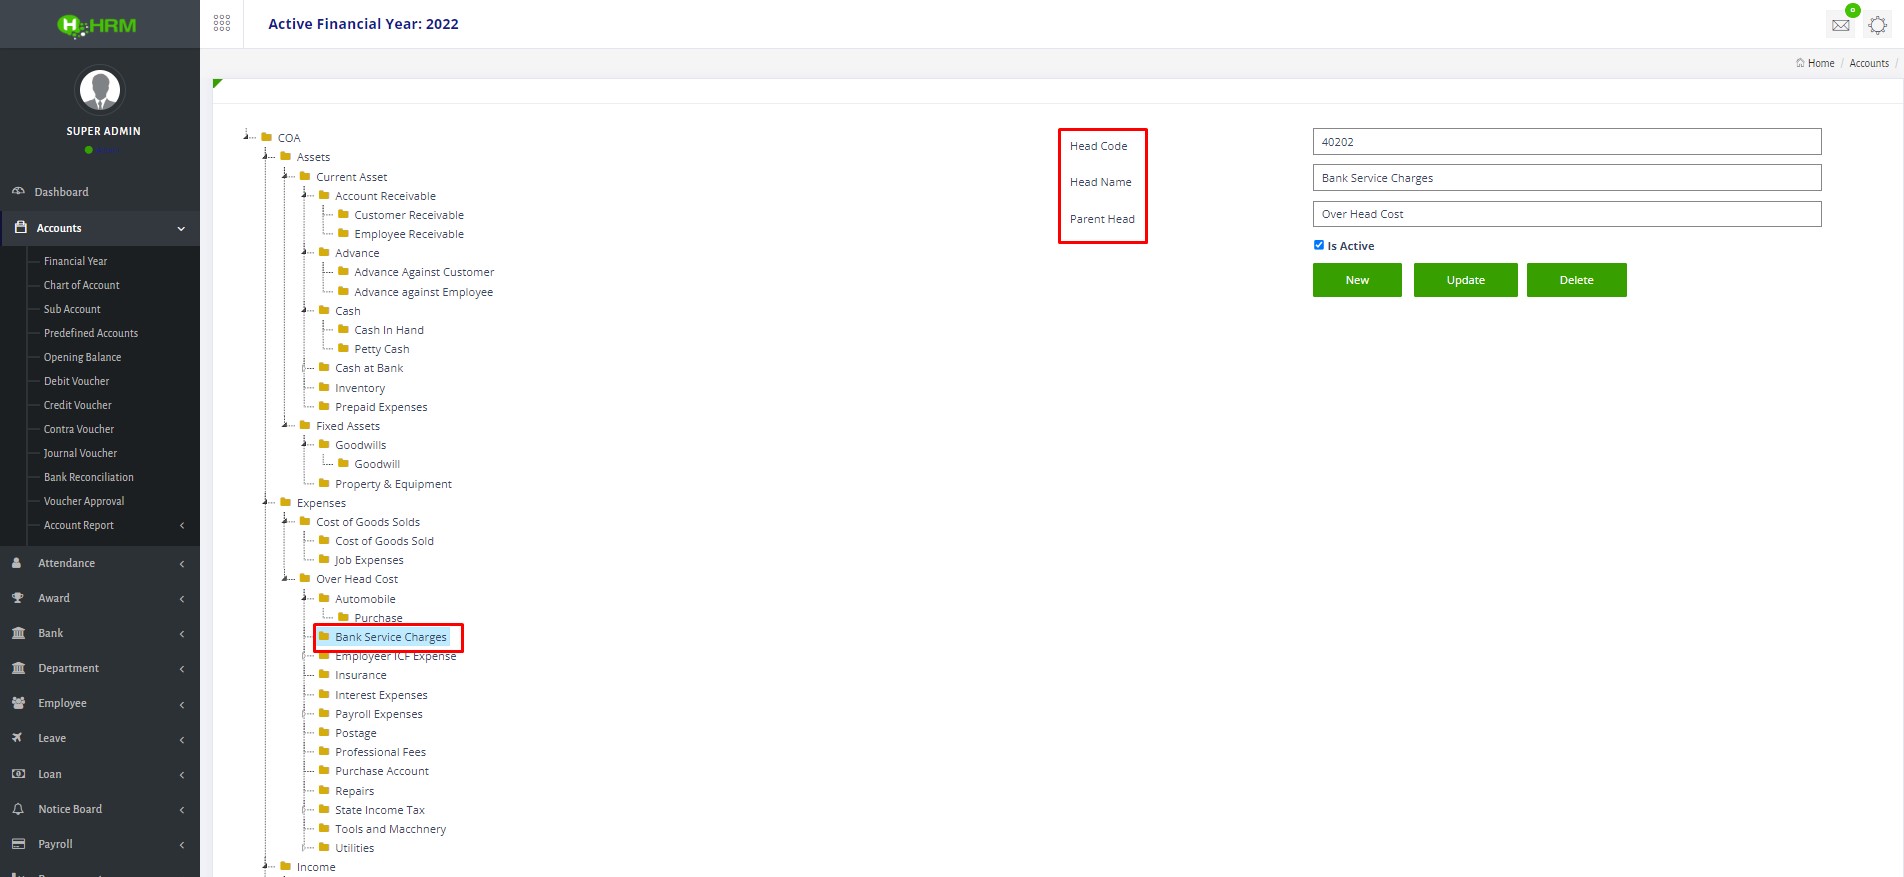 HRM
Active Financial Year: 2022
0
Home / Accounts /
SUPER ADMIN
Dashboard
Accounts
Financial Year
Chart of Account
Sub Account
Predefined Accounts
Opening Balance
Debit Voucher
Credit Voucher
Contra Voucher
Journal Voucher
Bank Reconciliation
Voucher Approval
Account Report
Attendance
Award
Bank
Department
Employee
Leave
Loan
Notice Board
Payroll
COA
Assets
Current Asset
Account Receivable
Customer Receivable
Employee Receivable
Advance
Advance Against Customer
Advance against Employee
Cash
Cash In Hand
Petty Cash
Cash at Bank
Inventory
Prepaid Expenses
Fixed Assets
Goodwills
Goodwill
Property & Equipment
Expenses
Cost of Goods Solds
Cost of Goods Sold
Job Expenses
Over Head Cost
Automobile
Purchase
Bank Service Charges
Employeer ICF Expense
Insurance
Interest Expenses
Payroll Expenses
Postage
Professional Fees
Purchase Account
Repairs
State Income Tax
Tools and Macchnery
Utilities
Income
Head Code
40202
Head Name
Bank Service Charges
Parent Head
Over Head Cost
Is Active
New
Update
Delete